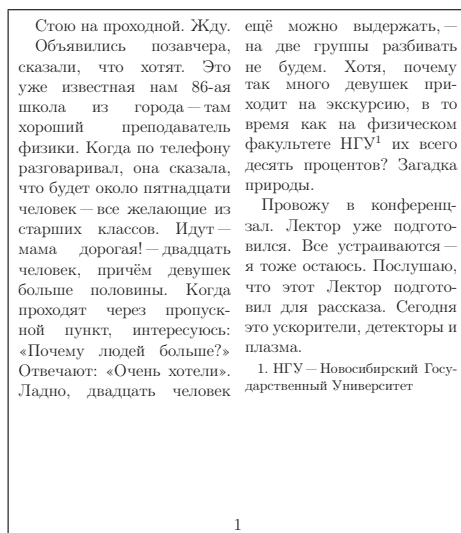 Стою на проходной. Жду.
Объявились позавчера,
сказали, что хотят. Это
уже известная нам 86-ая
школа из города — там
хороший преподаватель
физики. Когда по телефону
разговаривал, она сказала,
что будет около пятнадцати
человек — все желающие из
старших классов. Идут —
мама дорогая! — двадцать
человек, причём девушек
больше половины. Когда
проходят через пропуск-
ной пункт, интересуюсь:
«Почему людей больше?»
Отвечают: «Очень хотели».
Ладно, двадцать человек
ещё можно выдержать, —
на две группы разбивать
не будем. Хотя, почему
так много девушек при-
ходит на экскурсию, в то
время как на физическом
факультете НГУ¹ их всего
десять процентов? Загадка
природы.
Провожу в конференц-
зал. Лектор уже подгото-
вился. Все устраиваются —
я тоже остаюсь. Послушаю,
что этот Лектор подгото-
вил для рассказа. Сегодня
это ускорители, детекторы и
плазма.
1. НГУ — Новосибирский Госу-
дарственный Университет
1